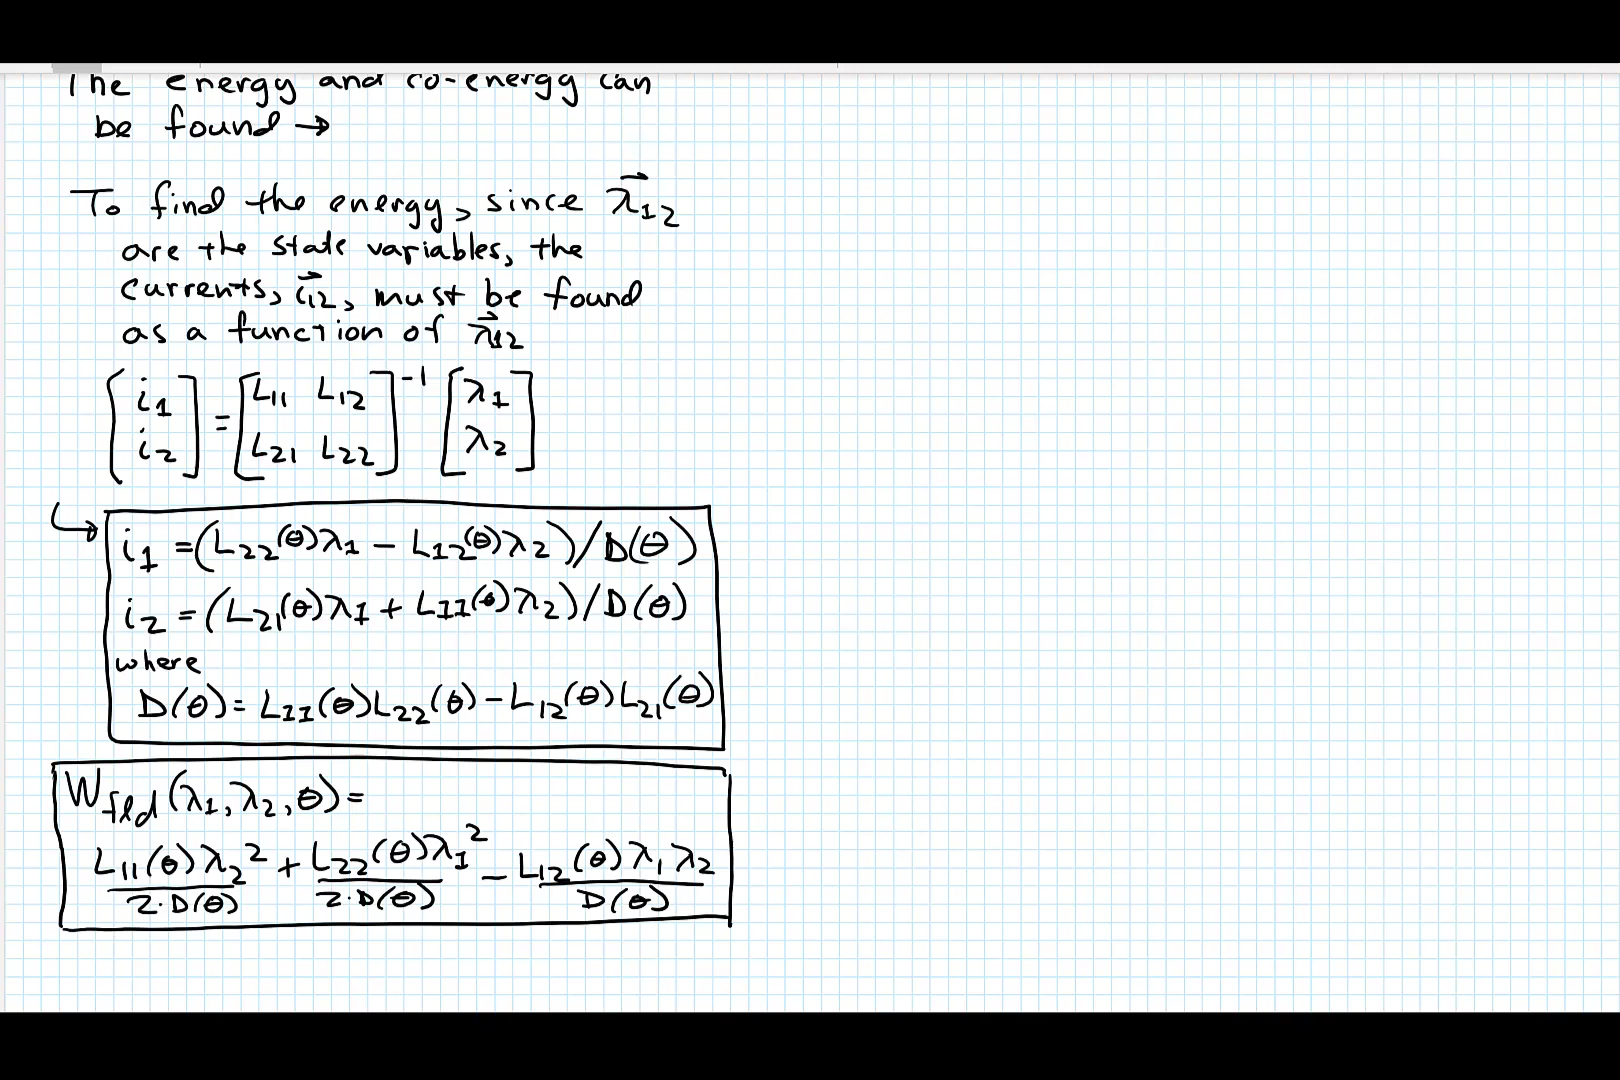 The energy and co-energy can
be found →
To find the energy, since λ⃗₁₂
are the state variables, the
currents, i⃗₁₂, must be found
as a function of λ⃗₁₂
[i₁ i₂] = [L₁₁ L₁₂ L₂₁ L₂₂]⁻¹ [λ₁ λ₂]
↪ i₁ = (L₂₂(θ)λ₁ − L₁₂(θ)λ₂)/D(θ)
i₂ = (L₂₁(θ)λ₁ + L₁₁(θ)λ₂)/D(θ)
where
D(θ) = L₁₁(θ)L₂₂(θ) − L₁₂(θ)L₂₁(θ)
W_fld(λ₁, λ₂, θ) =
L₁₁(θ)λ₂²/2·D(θ) + L₂₂(θ)λ₁²/2·D(θ) − L₁₂(θ)λ₁λ₂/D(θ)